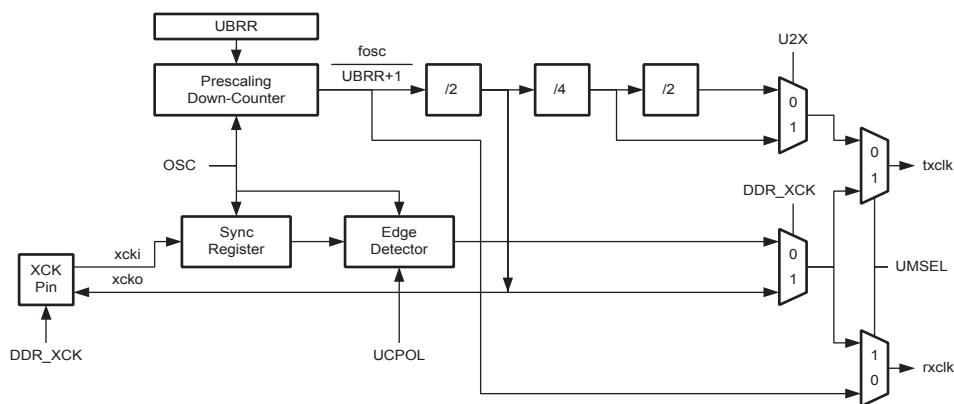 UBRR
fosc
U2X
Prescaling
Down-Counter
UBRR+1
/2
/4
/2
0
1
OSC
0
1
txclk
DDR_XCK
Sync
Register
Edge
Detector
xcki
XCK
Pin
xcko
0
1
UMSEL
DDR_XCK
UCPOL
1
0
rxclk